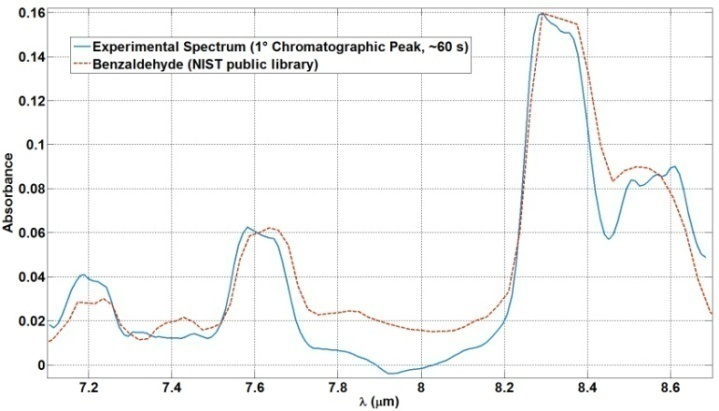 0.16
0.14
0.12
0.1
0.08
0.06
0.04
0.02
0
Absorbance
Experimental Spectrum (1° Chromatographic Peak, ~60 s)
Benzaldehyde (NIST public library)
7.2 7.4 7.6 7.8 8 8.2 8.4 8.6
λ (μm)